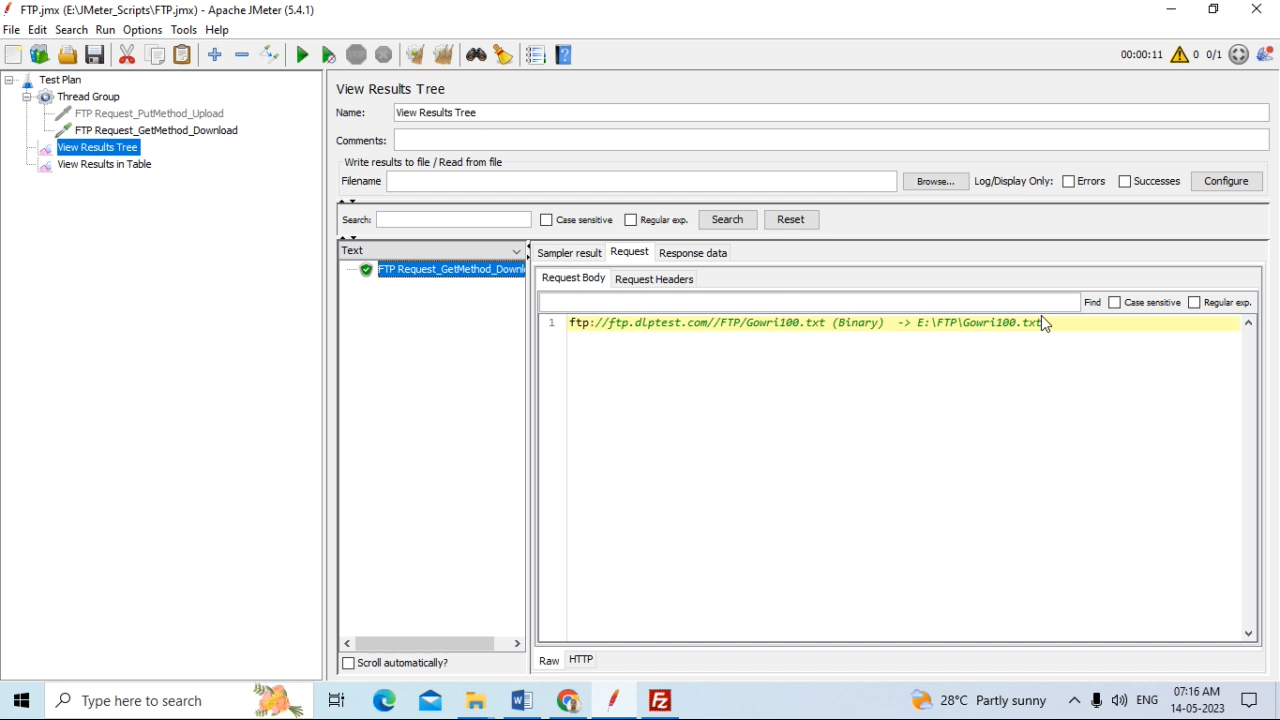 FTP.jmx (E:\JMeter_Scripts\FTP.jmx) - Apache JMeter (5.4.1)
File Edit Search Run Options Tools Help
00:00:11 0 0/1
Test Plan
Thread Group
FTP Request_PutMethod_Upload
FTP Request_GetMethod_Download
View Results Tree
View Results in Table
View Results Tree
Name: View Results Tree
Comments:
Write results to file / Read from file
Filename Browse... Log/Display Only: Errors Successes Configure
Search: Case sensitive Regular exp. Search Reset
Text
FTP Request_GetMethod_Downl
Sampler result Request Response data
Request Body Request Headers
Find Case sensitive Regular exp.
1 ftp://ftp.dlptest.com//FTP/Gowri100.txt (Binary) -> E:\FTP\Gowri100.txt
Scroll automatically?
Raw HTTP
Type here to search
28°C Partly sunny
ENG
07:16 AM
14-05-2023